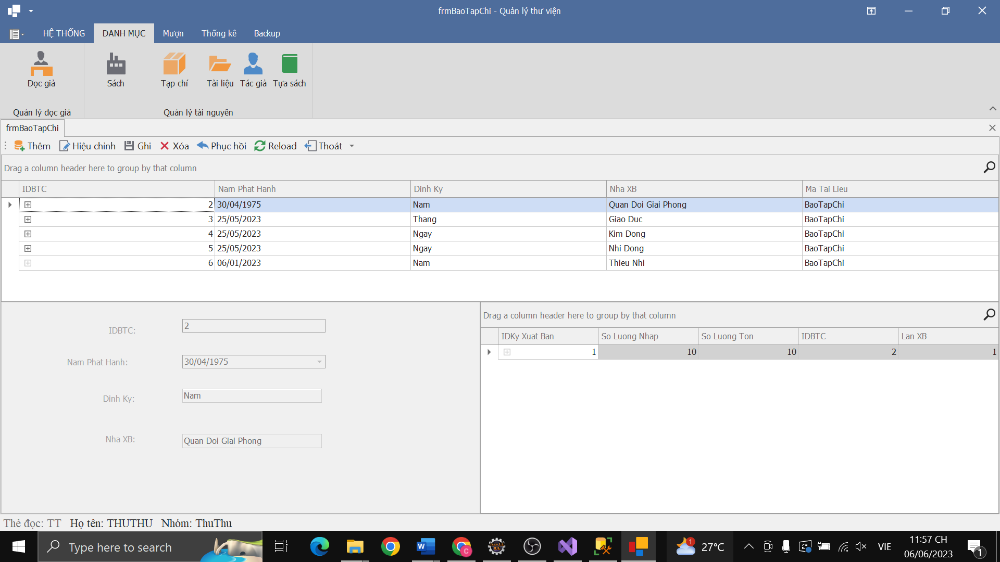 frmBaoTapChi - Quản lý thư viện
HỆ THỐNG DANH MỤC Mượn Thống kê Backup
Đọc giả Sách Tạp chí Tài liệu Tác giả Tựa sách
Quản lý đọc giả Quản lý tài nguyên
frmBaoTapChi
Thêm Hiệu chỉnh Ghi Xóa Phục hồi Reload Thoát
Drag a column header here to group by that column
IDBTC Nam Phat Hanh Dinh Ky Nha XB Ma Tai Lieu
2 30/04/1975 Nam Quan Doi Giai Phong BaoTapChi
3 25/05/2023 Thang Giao Duc BaoTapChi
4 25/05/2023 Ngay Kim Dong BaoTapChi
5 25/05/2023 Ngay Nhi Dong BaoTapChi
6 06/01/2023 Nam Thieu Nhi BaoTapChi
IDBTC: 2
Nam Phat Hanh: 30/04/1975
Dinh Ky: Nam
Nha XB: Quan Doi Giai Phong
Drag a column header here to group by that column
IDKy Xuat Ban So Luong Nhap So Luong Ton IDBTC Lan XB
1 10 10 2 1
Thẻ đọc: TT Họ tên: THUTHU Nhóm: ThuThu
Type here to search
W
C
Java EE
IDE
1
27°C
VIE
11:57 CH
06/06/2023
1